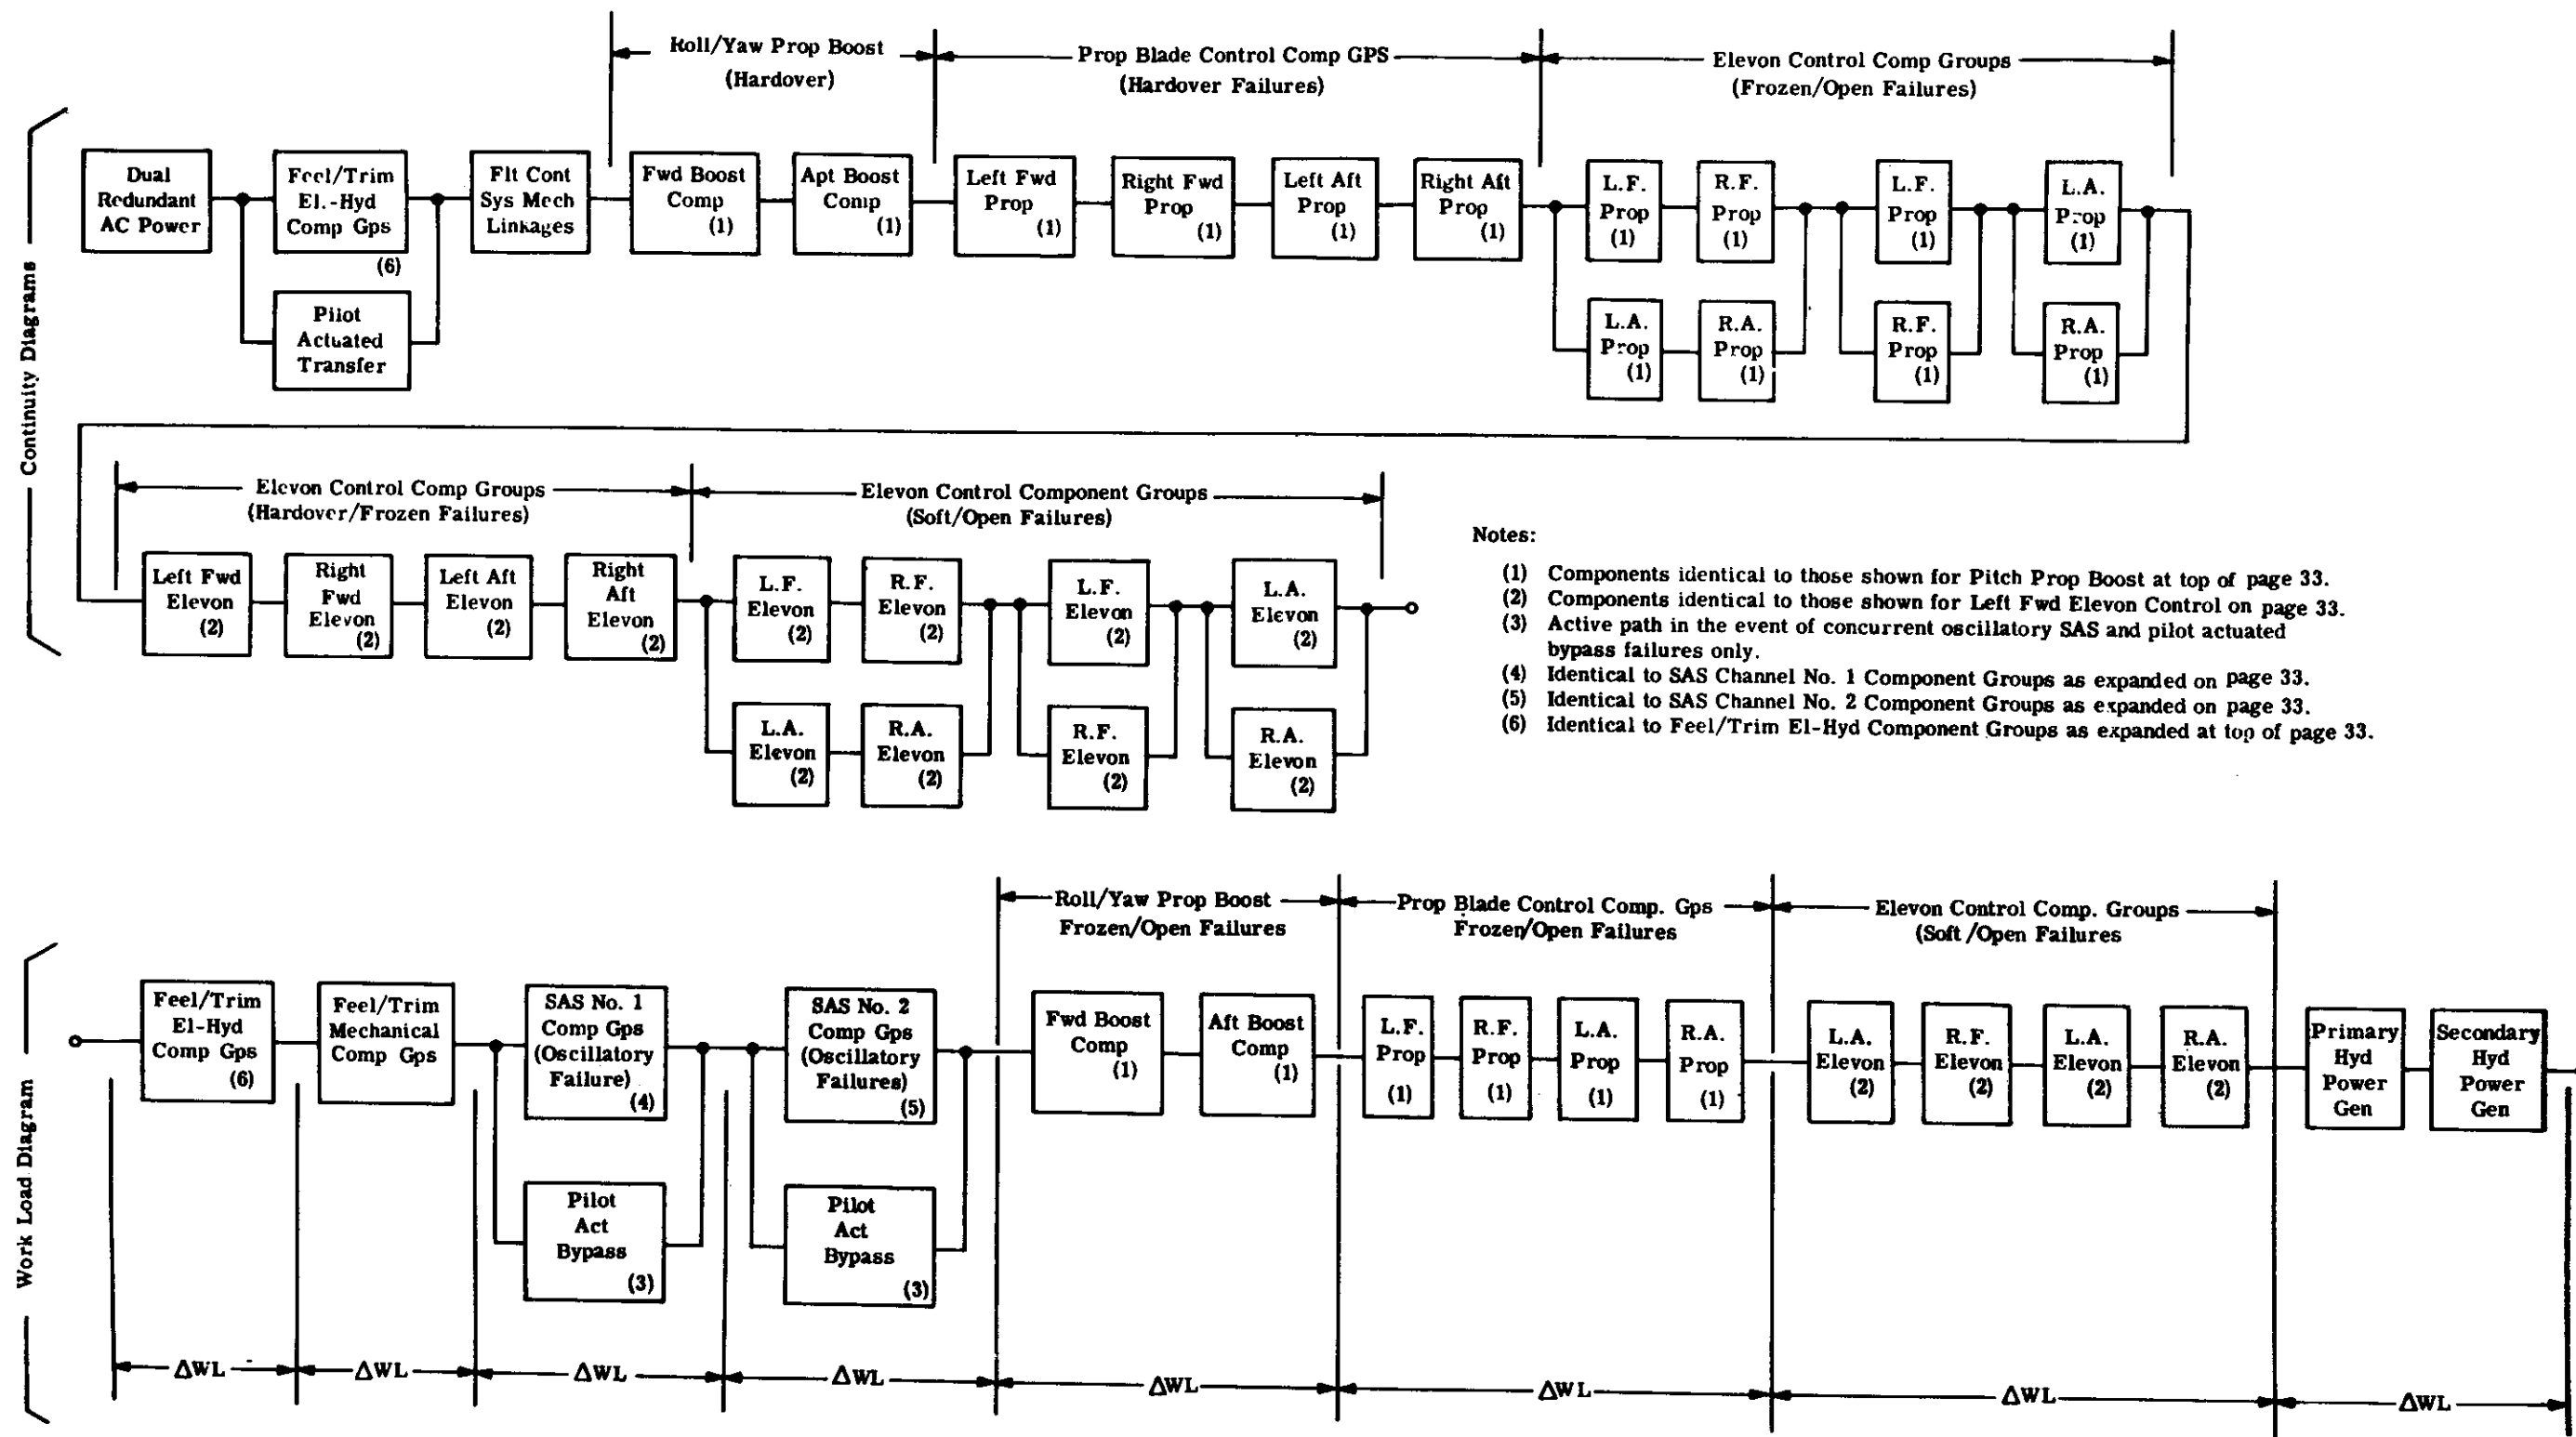 Continuity Diagrams
Roll/Yaw Prop Boost
(Hardover)
Prop Blade Control Comp GPS
(Hardover Failures)
Elevon Control Comp Groups
(Frozen/Open Failures)
Dual
Redundant
AC Power
Feel/Trim
El.-Hyd
Comp Gps
(6)
Pilot
Actuated
Transfer
Flt Cont
Sys Mech
Linkages
Fwd Boost
Comp
(1)
Apt Boost
Comp
(1)
Left Fwd
Prop
(1)
Right Fwd
Prop
(1)
Left Aft
Prop
(1)
Right Aft
Prop
(1)
L.F.
Prop
(1)
R.F.
Prop
(1)
L.F.
Prop
(1)
L.A.
Prop
(1)
L.A.
Prop
(1)
R.A.
Prop
(1)
R.F.
Prop
(1)
R.A.
Prop
(1)
Elevon Control Comp Groups
(Hardover/Frozen Failures)
Elevon Control Component Groups
(Soft/Open Failures)
Left Fwd
Elevon
(2)
Right
Fwd
Elevon
(2)
Left Aft
Elevon
(2)
Right
Aft
Elevon
(2)
L.F.
Elevon
(2)
R.F.
Elevon
(2)
L.F.
Elevon
(2)
L.A.
Elevon
(2)
L.A.
Elevon
(2)
R.A.
Elevon
(2)
R.F.
Elevon
(2)
R.A.
Elevon
(2)
Notes:
(1) Components identical to those shown for Pitch Prop Boost at top of page 33.
(2) Components identical to those shown for Left Fwd Elevon Control on page 33.
(3) Active path in the event of concurrent oscillatory SAS and pilot actuated
bypass failures only.
(4) Identical to SAS Channel No. 1 Component Groups as expanded on page 33.
(5) Identical to SAS Channel No. 2 Component Groups as expanded on page 33.
(6) Identical to Feel/Trim El-Hyd Component Groups as expanded at top of page 33.
Work Load Diagram
Roll/Yaw Prop Boost
Frozen/Open Failures
Prop Blade Control Comp. Gps
Frozen/Open Failures
Elevon Control Comp. Groups
(Soft/Open Failures
Feel/Trim
El-Hyd
Comp Gps
(6)
Feel/Trim
Mechanical
Comp Gps
SAS No. 1
Comp Gps
(Oscillatory
Failure)
(4)
Pilot
Act
Bypass
(3)
SAS No. 2
Comp Gps
(Oscillatory
Failures)
(5)
Pilot
Act
Bypass
(3)
Fwd Boost
Comp
(1)
Aft Boost
Comp
(1)
L.F.
Prop
(1)
R.F.
Prop
(1)
L.A.
Prop
(1)
R.A.
Prop
(1)
L.A.
Elevon
(2)
R.F.
Elevon
(2)
L.A.
Elevon
(2)
R.A.
Elevon
(2)
Primary
Hyd
Power
Gen
Secondary
Hyd
Power
Gen
ΔWL
ΔWL
ΔWL
ΔWL
ΔWL
ΔWL
ΔWL
ΔWL